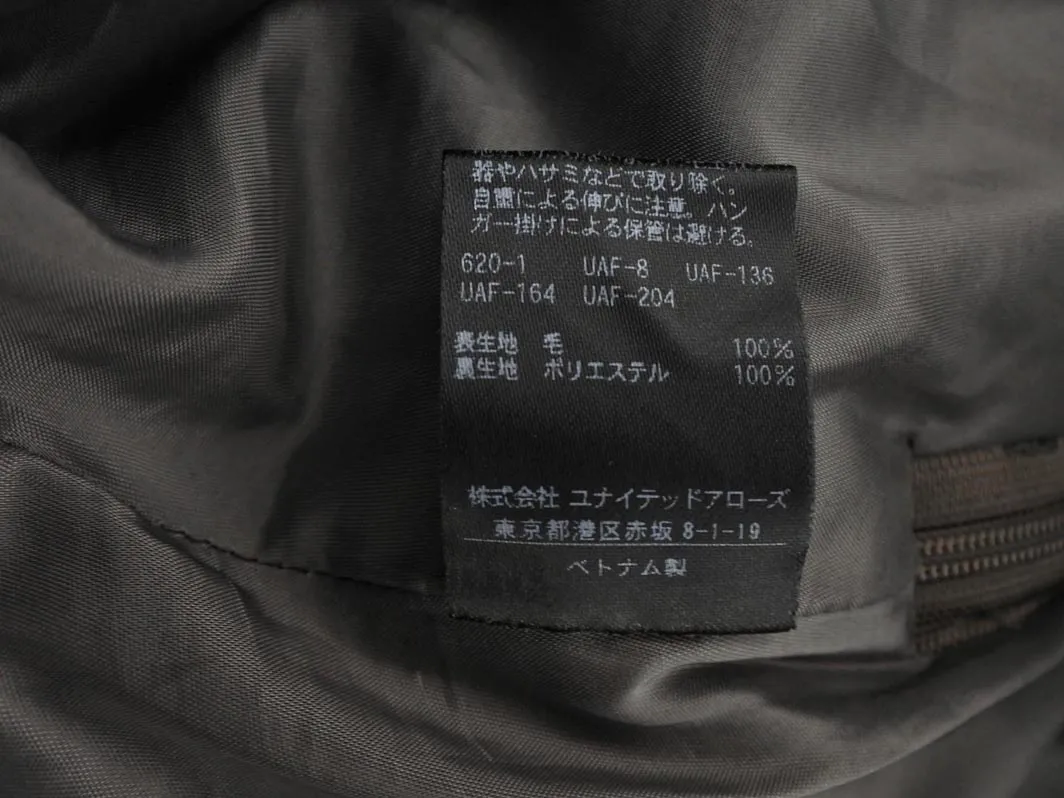 器やハサミなどで取り除く。
自重による伸びに注意。ハン
ガー掛けによる保管は避ける。
620-1 UAF-8 UAF-136
UAF-164 UAF-204
表生地 毛 100%
裏生地 ポリエステル 100%
株式会社 ユナイテッドアローズ
東京都港区赤坂 8-1-19
ベトナム製